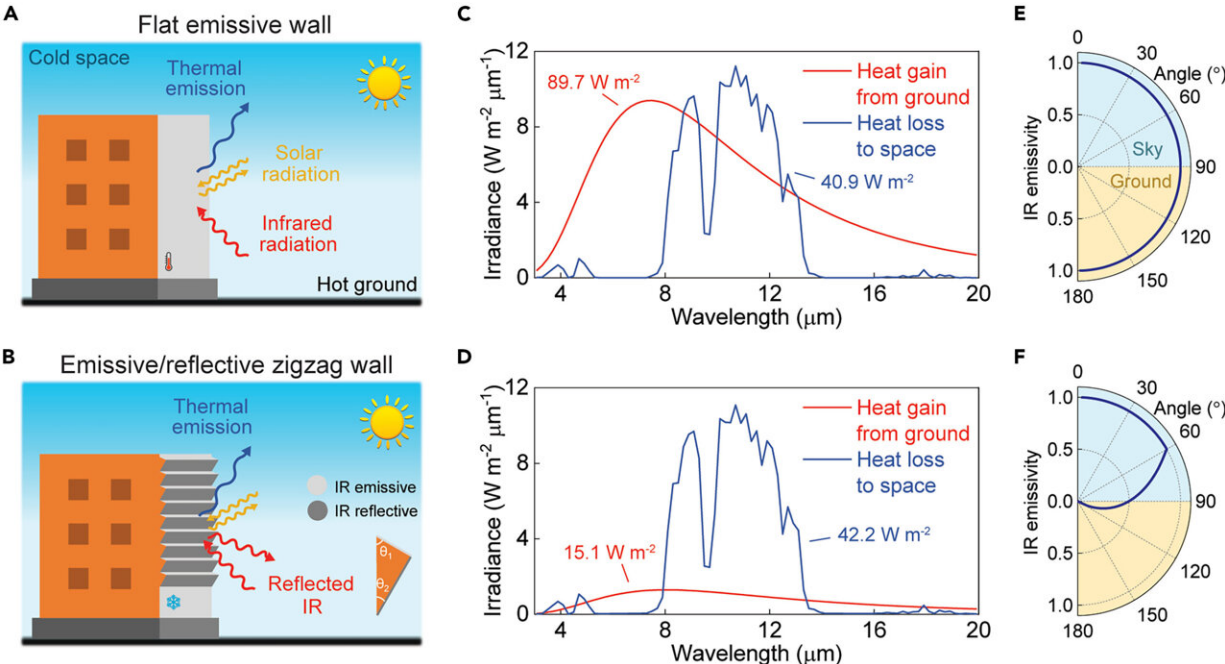 A
Flat emissive wall
Cold space
Thermal
emission
Solar
radiation
Infrared
radiation
Hot ground
C
12
8
4
0
4
8
12
16
20
Irradiance (W m⁻² μm⁻¹)
Wavelength (μm)
89.7 W m⁻²
Heat gain
from ground
Heat loss
to space
40.9 W m⁻²
E
0
30
Angle (°)
60
90
120
150
180
1.0
0.5
0.0
0.5
1.0
IR emissivity
Sky
Ground
B
Emissive/reflective zigzag wall
Thermal
emission
IR emissive
IR reflective
Reflected
IR
θ₁
θ₂
D
12
8
4
0
4
8
12
16
20
Irradiance (W m⁻² μm⁻¹)
Wavelength (μm)
Heat gain
from ground
Heat loss
to space
15.1 W m⁻²
42.2 W m⁻²
F
0
30
Angle (°)
60
90
120
150
180
1.0
0.5
0.0
0.5
1.0
IR emissivity